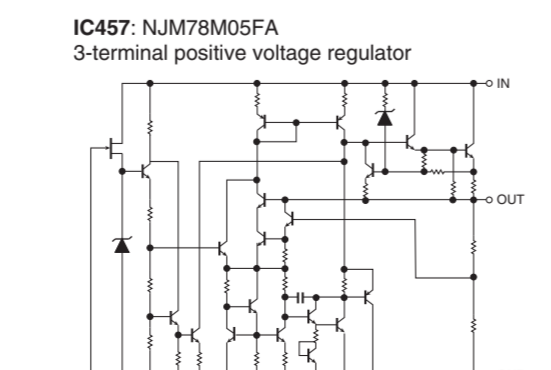 IC457: NJM78M05FA
3-terminal positive voltage regulator
IN
OUT